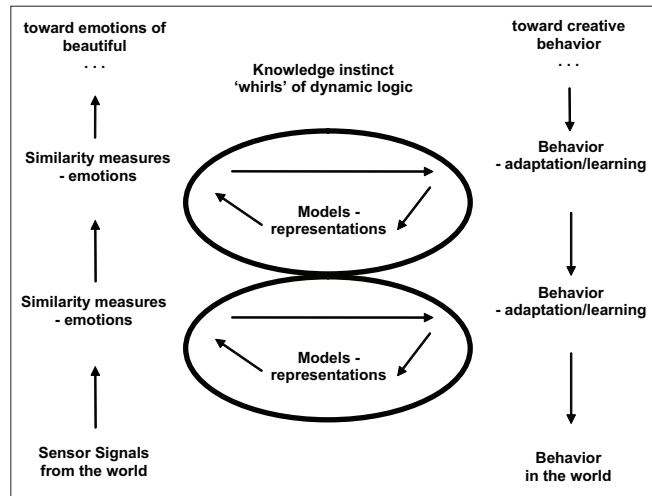 toward emotions of
beautiful
. . .
Knowledge instinct
‘whirls’ of dynamic logic
toward creative
behavior
...
Similarity measures
- emotions
Models -
representations
Behavior
- adaptation/learning
Similarity measures
- emotions
Models -
representations
Behavior
- adaptation/learning
Sensor Signals
from the world
Behavior
in the world